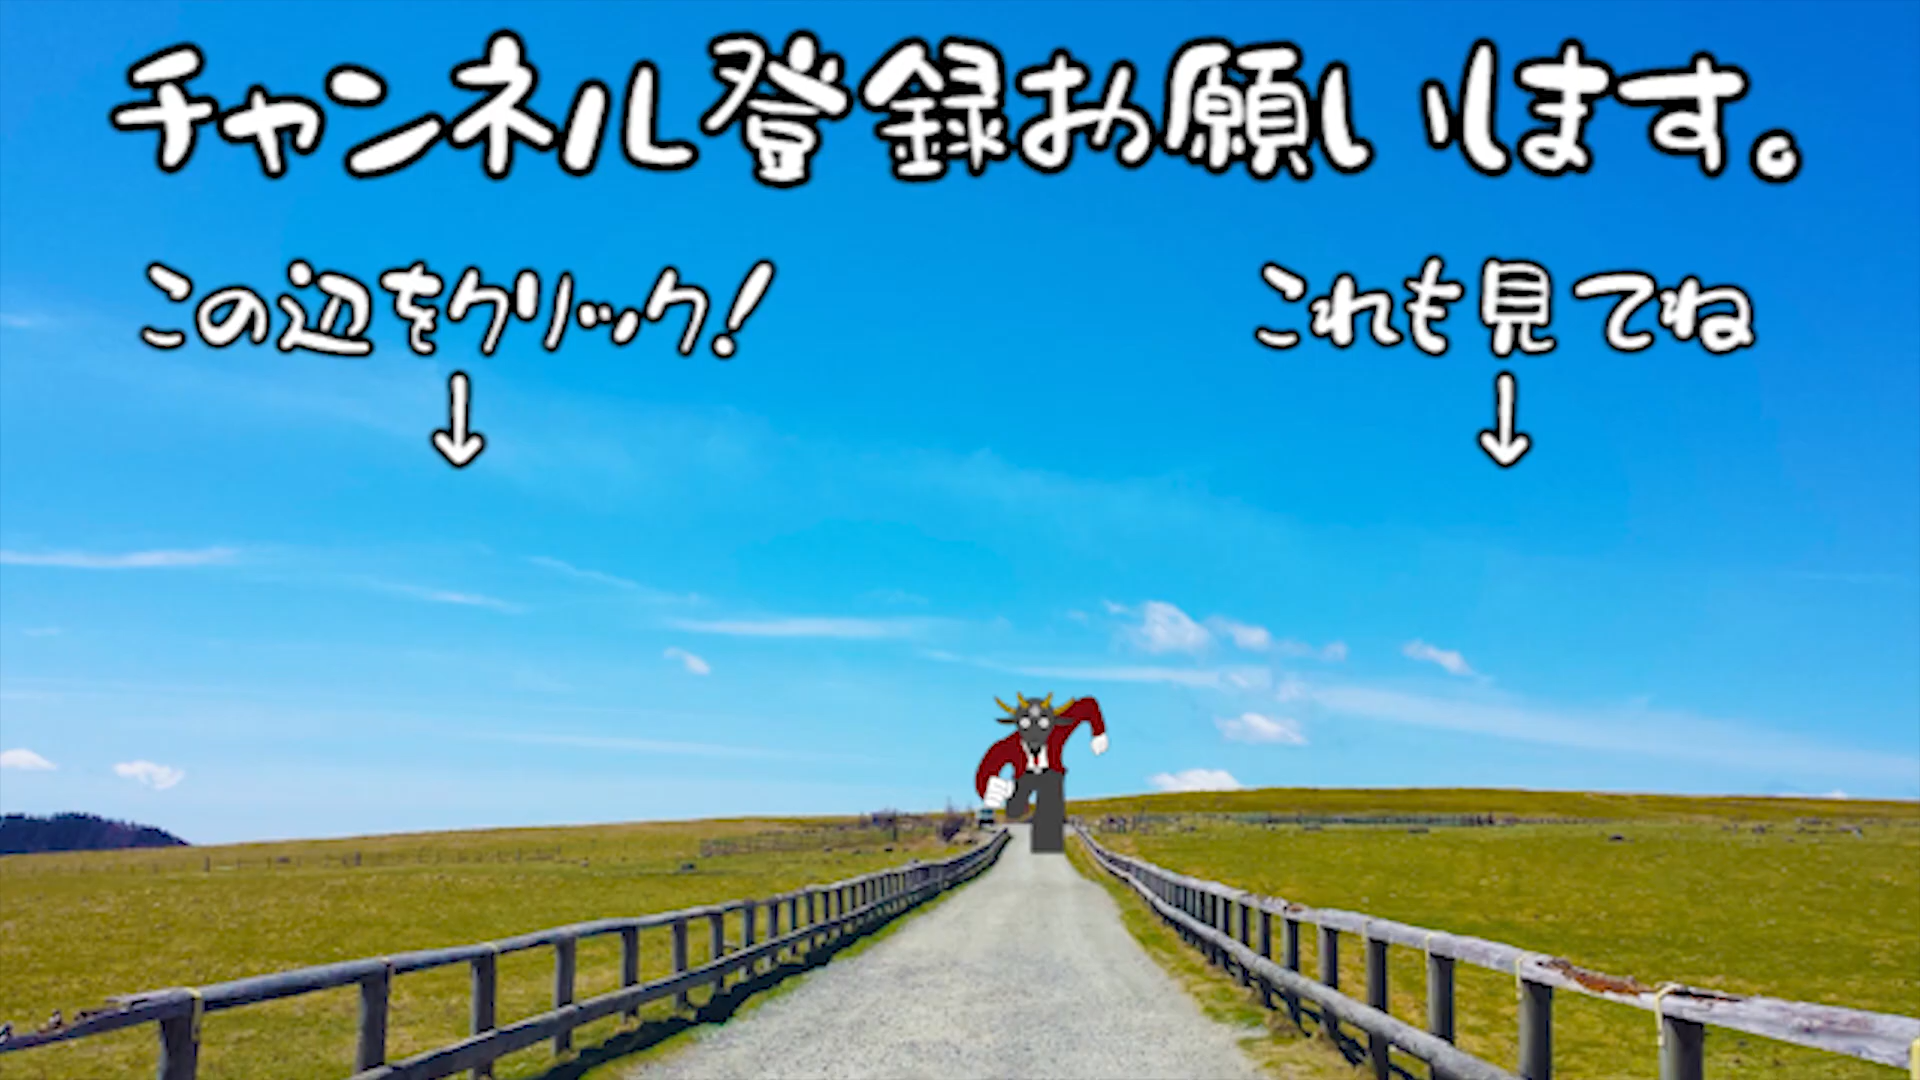 チャンネル登録お願いします。
この辺をクリック!
↓
これも見てね
↓